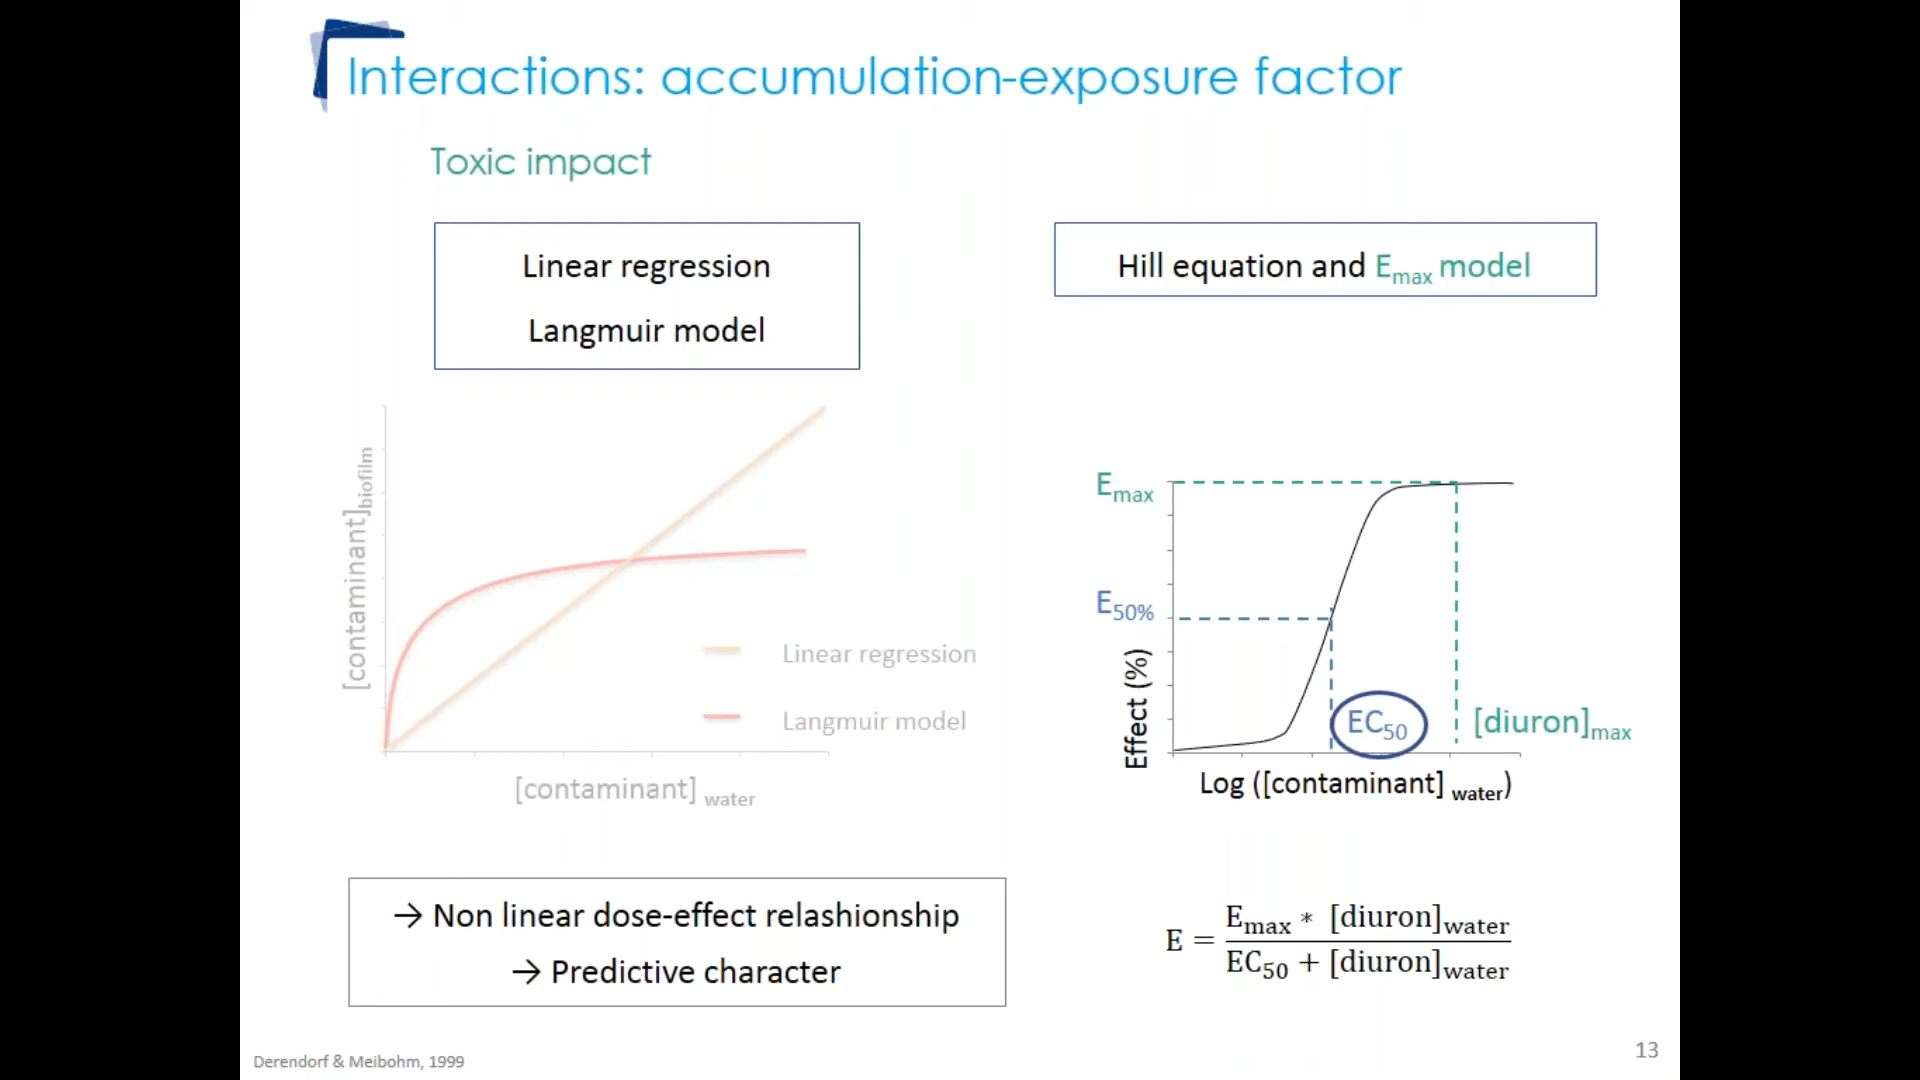 Interactions: accumulation-exposure factor
Toxic impact
Linear regression
Langmuir model
Hill equation and Emax model
[contaminant]biofilm
Linear regression
Langmuir model
[contaminant] water
Emax
E50%
Effect (%)
EC50
[diuron]max
Log ([contaminant] water)
→ Non linear dose-effect relashionship
→ Predictive character
E = Emax * [diuron]water
EC50 + [diuron]water
Derendorf & Meibohm, 1999
13